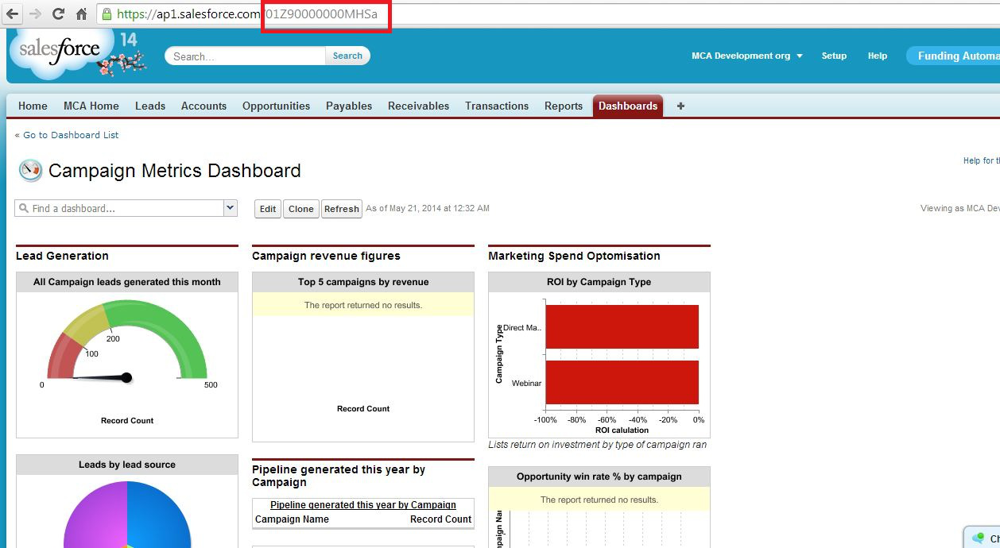 https://ap1.salesforce.com/01Z90000000MHSa
salesforce
14
Search...
Search
MCA Development org
Setup
Help
Funding Automa
Home
MCA Home
Leads
Accounts
Opportunities
Payables
Receivables
Transactions
Reports
Dashboards
+
« Go to Dashboard List
Help for th
Campaign Metrics Dashboard
Find a dashboard...
Edit
Clone
Refresh
As of May 21, 2014 at 12:32 AM
Viewing as MCA Dev
Lead Generation
All Campaign leads generated this month
0
100
200
500
Record Count
Leads by lead source
Campaign revenue figures
Top 5 campaigns by revenue
The report returned no results.
Record Count
Pipeline generated this year by
Campaign
Pipeline generated this year by Campaign
Campaign Name Record Count
Marketing Spend Optomisation
ROI by Campaign Type
Campaign Type
Direct Ma..
Webinar
-100% -80% -60% -40% -20% 0%
ROI calulation
Lists return on investment by type of campaign ran
Opportunity win rate % by campaign
The report returned no results.
paign Nar
Ch